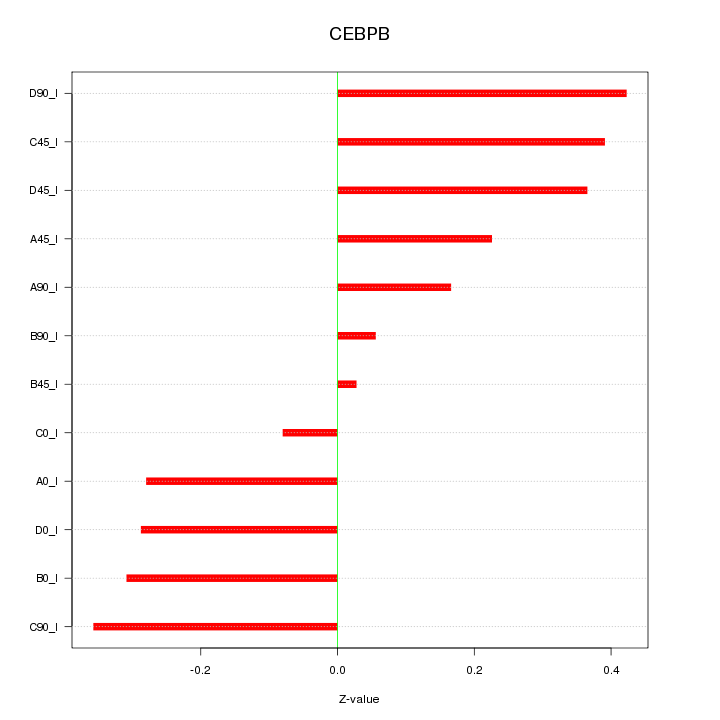 CEBPB
D90_I
C45_I
D45_I
A45_I
A90_I
B90_I
B45_I
C0_I
A0_I
D0_I
B0_I
C90_I
-0.2 0.0 0.2 0.4
Z-value